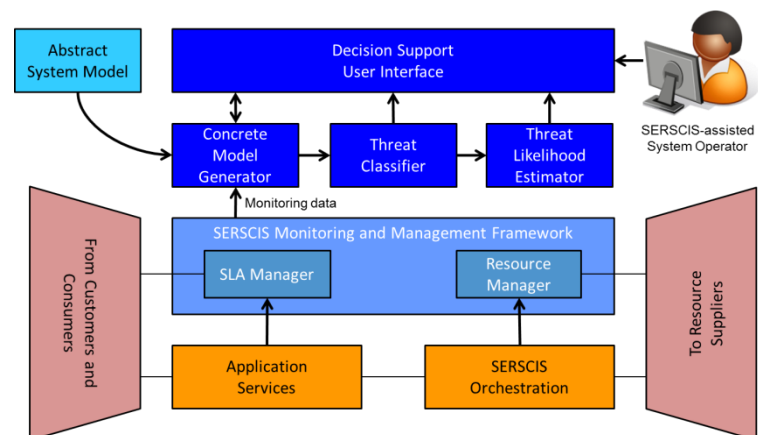 Abstract
System Model
Decision Support
User Interface
SERSCIS-assisted
System Operator
Concrete
Model
Generator
Threat
Classifier
Threat
Likelihood
Estimator
Monitoring data
SERSCIS Monitoring and Management Framework
SLA Manager
Resource
Manager
From Customers and
Consumers
To Resource
Suppliers
Application
Services
SERSCIS
Orchestration